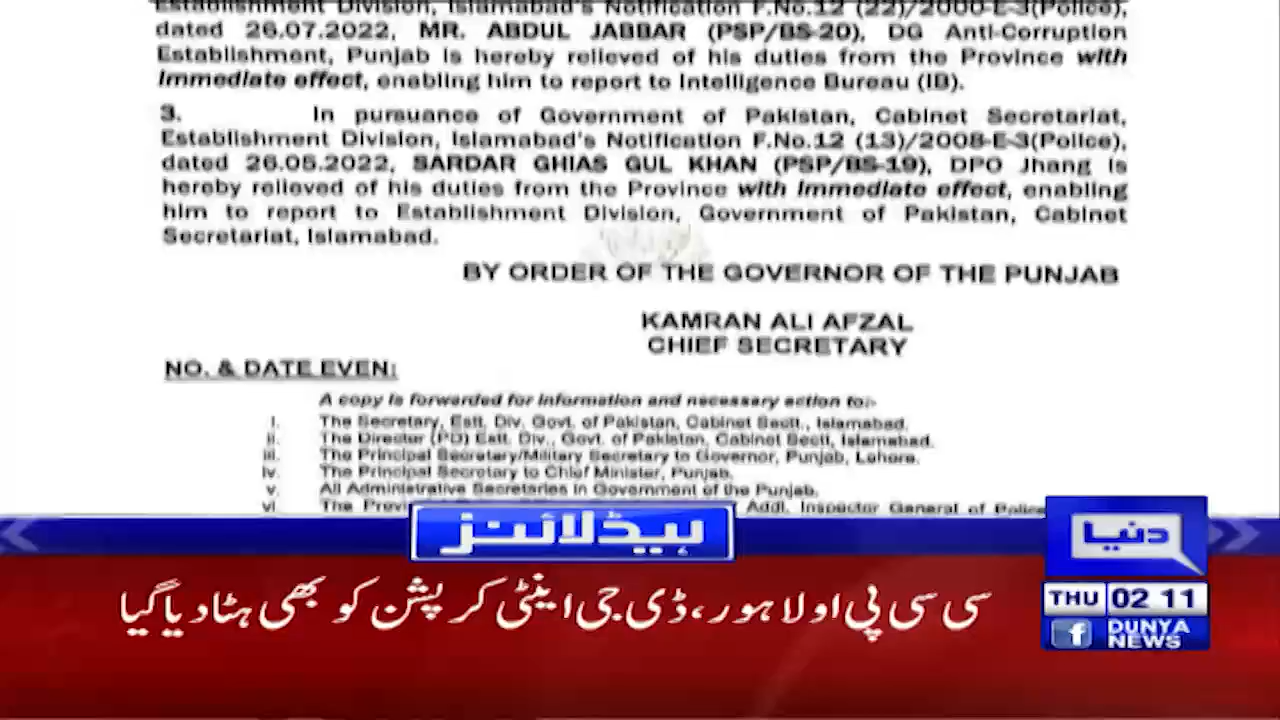 Establishment Division, Islamabad's Notification F.No.12 (22)/2000-E-3(Police),
dated 26.07.2022, MR. ABDUL JABBAR (PSP/BS-20), DG Anti-Corruption
Establishment, Punjab is hereby relieved of his duties from the Province with
immediate effect, enabling him to report to Intelligence Bureau (IB).
3. In pursuance of Government of Pakistan, Cabinet Secretariat,
Establishment Division, Islamabad's Notification F.No.12 (13)/2008-E-3(Police),
dated 26.05.2022, SARDAR GHIAS GUL KHAN (PSP/BS-19), DPO Jhang is
hereby relieved of his duties from the Province with immediate effect, enabling
him to report to Establishment Division, Government of Pakistan, Cabinet
Secretariat, Islamabad.
BY ORDER OF THE GOVERNOR OF THE PUNJAB
KAMRAN ALI AFZAL
CHIEF SECRETARY
NO. & DATE EVEN:
A copy is forwarded for information and necessary action to:-
i. The Secretary, Estt. Div. Govt. of Pakistan, Cabinet Sectt., Islamabad.
ii. The Director (PD) Estt. Div., Govt. of Pakistan, Cabinet Sectt, Islamabad.
iii. The Principal Secretary/Military Secretary to Governor, Punjab, Lahore.
iv. The Principal Secretary to Chief Minister, Punjab.
v. All Administrative Secretaries in Government of the Punjab.
vi. The Addl. Inspector General of Police
ہیڈلائنز
دنیا
سی سی پی او لاہور، ڈی جی اینٹی کرپشن کو بھی ہٹا دیا گیا
THU 02 11
DUNYA
NEWS